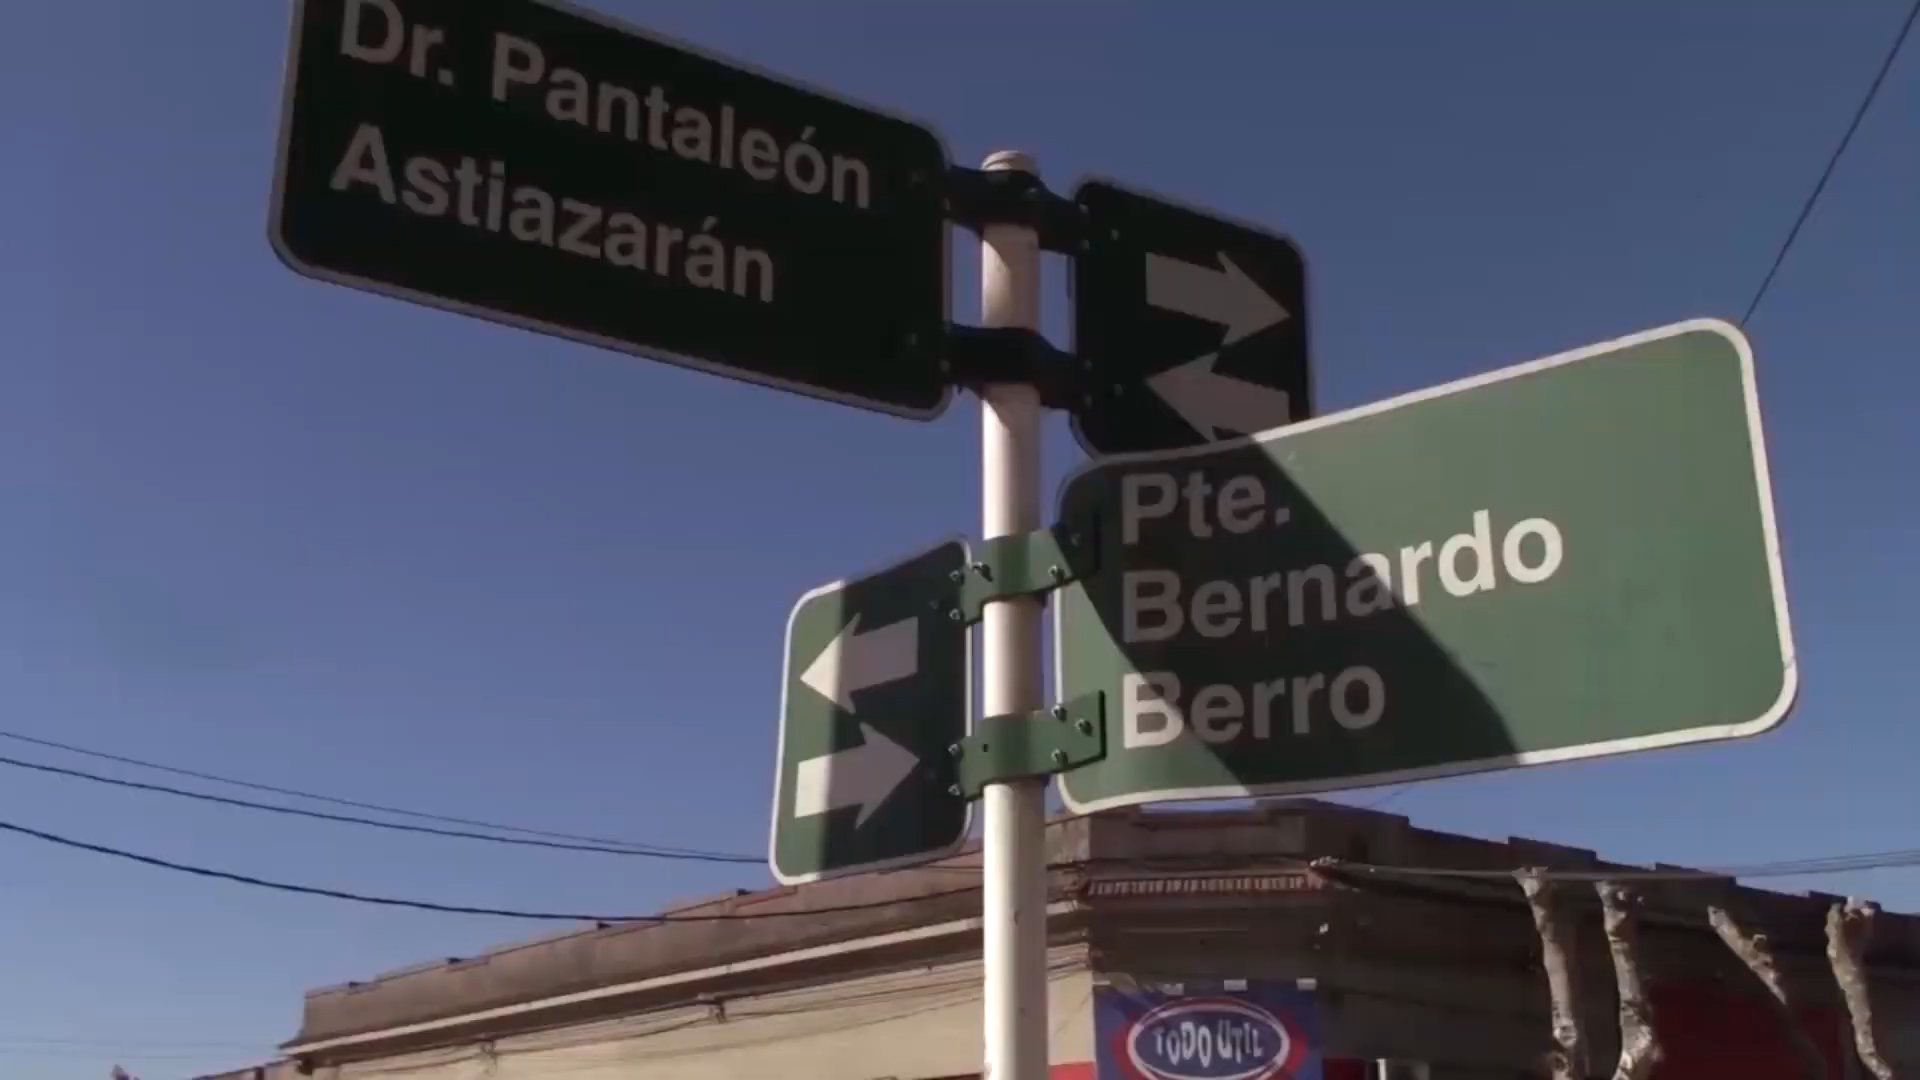 Dr. Pantaleón
Astiazarán
Pte.
Bernardo
Berro
TODO UTIL